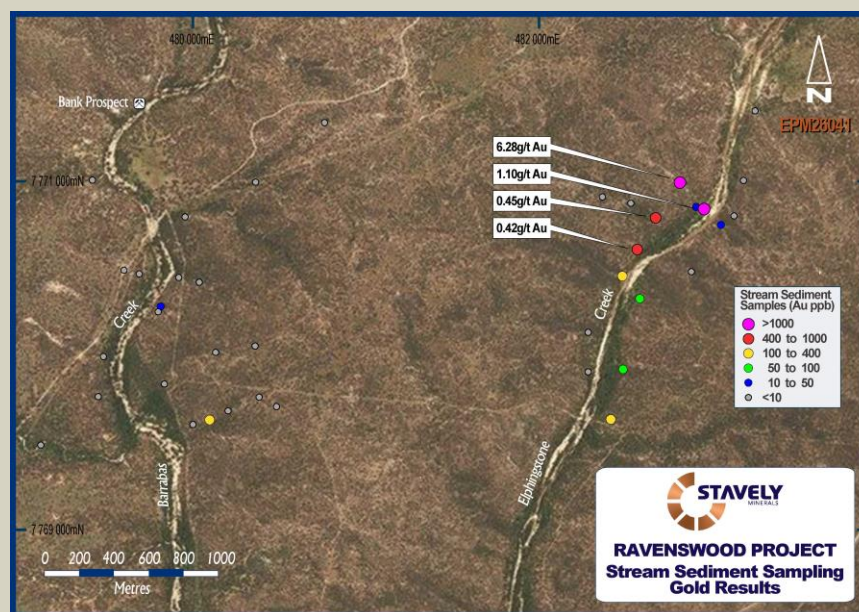 480 000mE
482 000mE
Bank Prospect
N
EPM26041
6.28g/t Au
7 771 000mN
1.10g/t Au
0.45g/t Au
0.42g/t Au
Creek
Creek
Stream Sediment
Samples (Au ppb)
>1000
400 to 1000
100 to 400
50 to 100
10 to 50
<10
Barrabas
Elphingstone
7 769 000mN
0 200 400 600 800 1000
Metres
STAVELY
MINERALS
RAVENSWOOD PROJECT
Stream Sediment Sampling
Gold Results